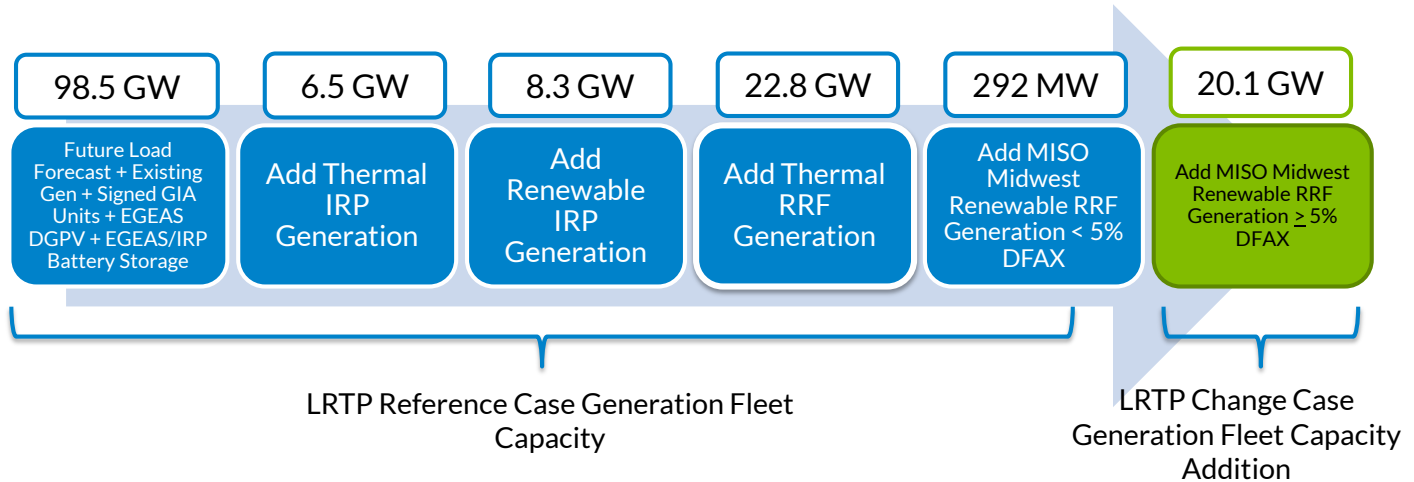 98.5 GW
Future Load
Forecast + Existing
Gen + Signed GIA
Units + EGEAS
DGPV + EGEAS/IRP
Battery Storage
6.5 GW
Add Thermal
IRP
Generation
8.3 GW
Add
Renewable
IRP
Generation
22.8 GW
Add Thermal
RRF
Generation
292 MW
Add MISO
Midwest
Renewable RRF
Generation < 5%
DFAX
20.1 GW
Add MISO Midwest
Renewable RRF
Generation ≥ 5%
DFAX
LRTP Reference Case Generation Fleet
Capacity
LRTP Change Case
Generation Fleet Capacity
Addition